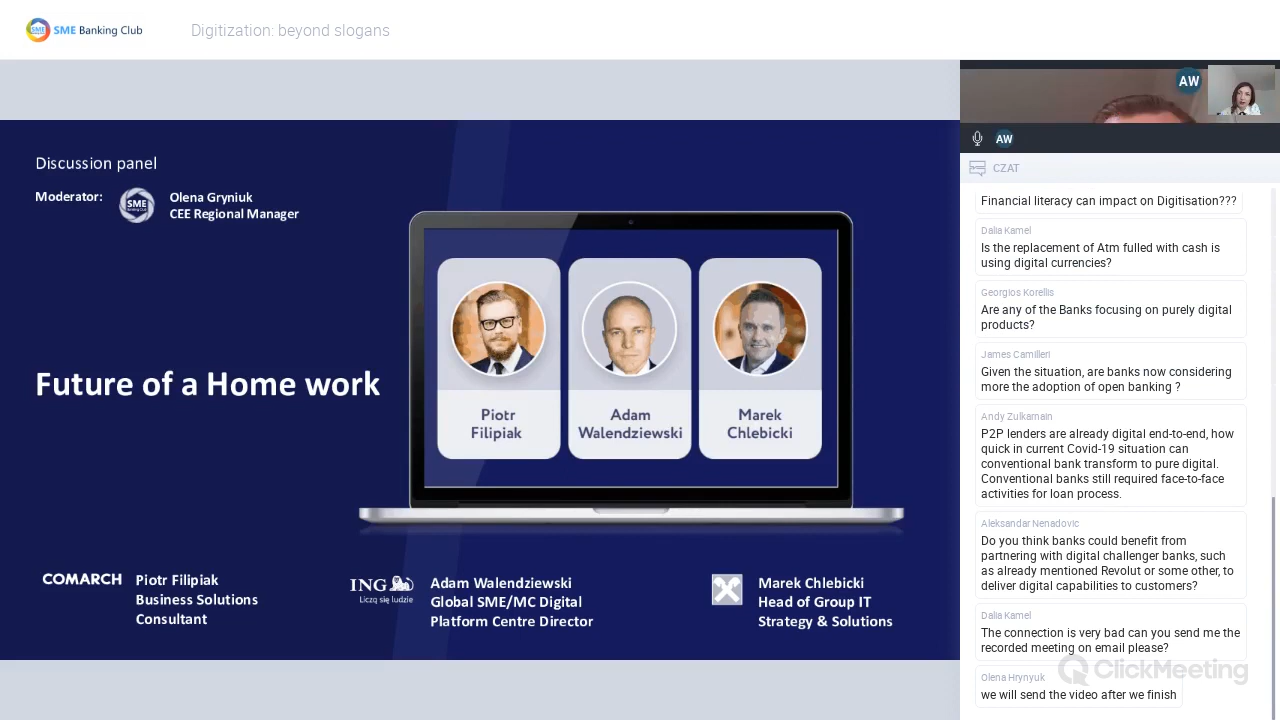 SME
SME Banking Club
Digitization: beyond slogans
Discussion panel
Moderator:
SME
Banking Club
Olena Gryniuk
CEE Regional Manager
Future of a Home work
Piotr
Filipiak
Adam
Walendziewski
Marek
Chlebicki
COMARCH
Piotr Filipiak
Business Solutions
Consultant
ING
Liczą się ludzie
Adam Walendziewski
Global SME/MC Digital
Platform Centre Director
Marek Chlebicki
Head of Group IT
Strategy & Solutions
AW
AW
CZAT
Financial literacy can impact on Digitisation???
Dalia Kamel
Is the replacement of Atm fulled with cash is
using digital currencies?
Georgios Korellis
Are any of the Banks focusing on purely digital
products?
James Camilleri
Given the situation, are banks now considering
more the adoption of open banking ?
Andy Zulkarnain
P2P lenders are already digital end-to-end, how
quick in current Covid-19 situation can
conventional bank transform to pure digital.
Conventional banks still required face-to-face
activities for loan process.
Aleksandar Nenadovic
Do you think banks could benefit from
partnering with digital challenger banks, such
as already mentioned Revolut or some other, to
deliver digital capabilities to customers?
Dalia Kamel
The connection is very bad can you send me the
recorded meeting on email please?
Olena Hrynyuk
we will send the video after we finish
ClickMeeting